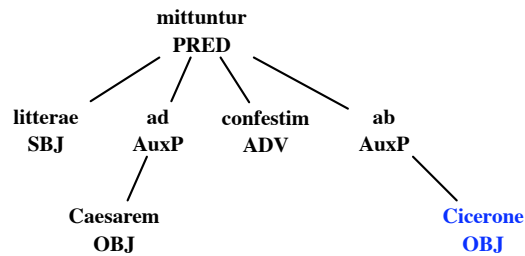 mittuntur
PRED
litterae ad confestim ab
SBJ AuxP ADV AuxP
Caesarem Cicerone
OBJ OBJ